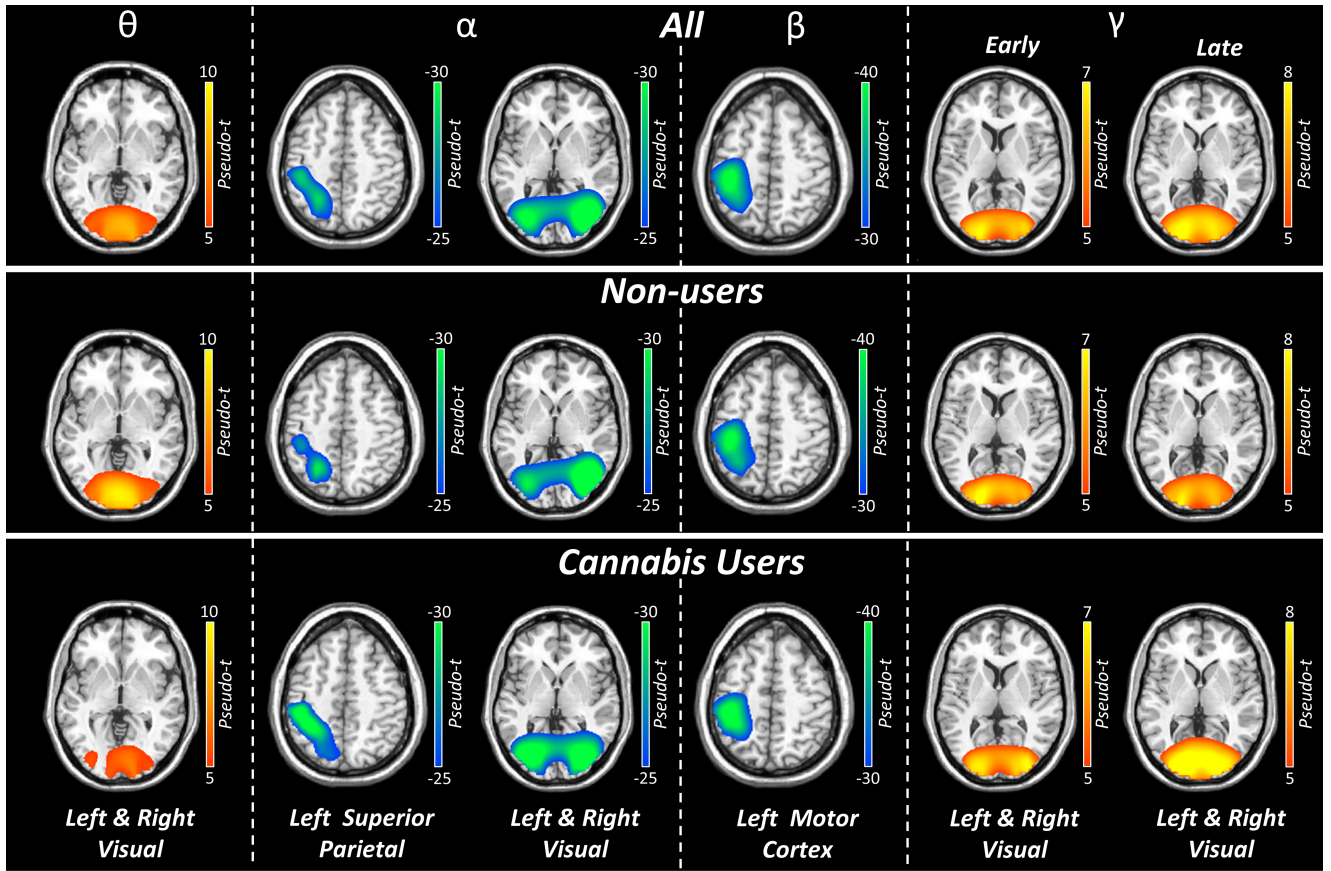 θ
α
All
β
γ
Early
Late
10
Pseudo-t
5
-30
Pseudo-t
-25
-30
Pseudo-t
-25
-40
Pseudo-t
-30
7
Pseudo-t
5
8
Pseudo-t
5
Non-users
10
Pseudo-t
5
-30
Pseudo-t
-25
-30
Pseudo-t
-25
-40
Pseudo-t
-30
7
Pseudo-t
5
8
Pseudo-t
5
Cannabis Users
10
Pseudo-t
5
-30
Pseudo-t
-25
-30
Pseudo-t
-25
-40
Pseudo-t
-30
7
Pseudo-t
5
8
Pseudo-t
5
Left & Right
Visual
Left Superior
Parietal
Left & Right
Visual
Left Motor
Cortex
Left & Right
Visual
Left & Right
Visual